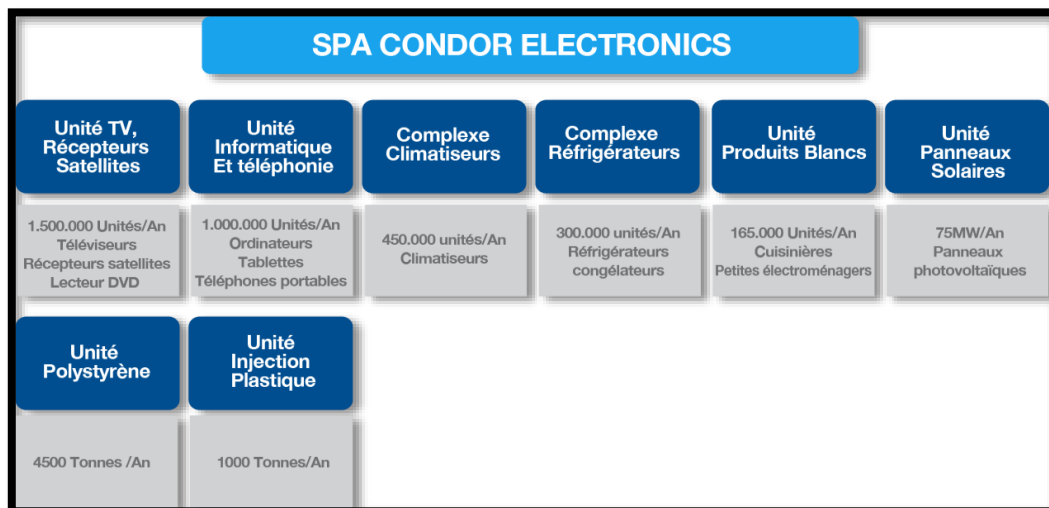 SPA CONDOR ELECTRONICS
Unité TV,
Récepteurs
Satellites
1.500.000 Unités/An
Téléviseurs
Récepteurs satellites
Lecteur DVD
Unité
Informatique
Et téléphonie
1.000.000 Unités/An
Ordinateurs
Tablettes
Téléphones portables
Complexe
Climatiseurs
450.000 unités/An
Climatiseurs
Complexe
Réfrigérateurs
300.000 unités/An
Réfrigérateurs
congélateurs
Unité
Produits Blancs
165.000 Unités/An
Cuisinières
Petites électroménagers
Unité
Panneaux
Solaires
75MW/An
Panneaux
photovoltaïques
Unité
Polystyrène
4500 Tonnes /An
Unité
Injection
Plastique
1000 Tonnes/An